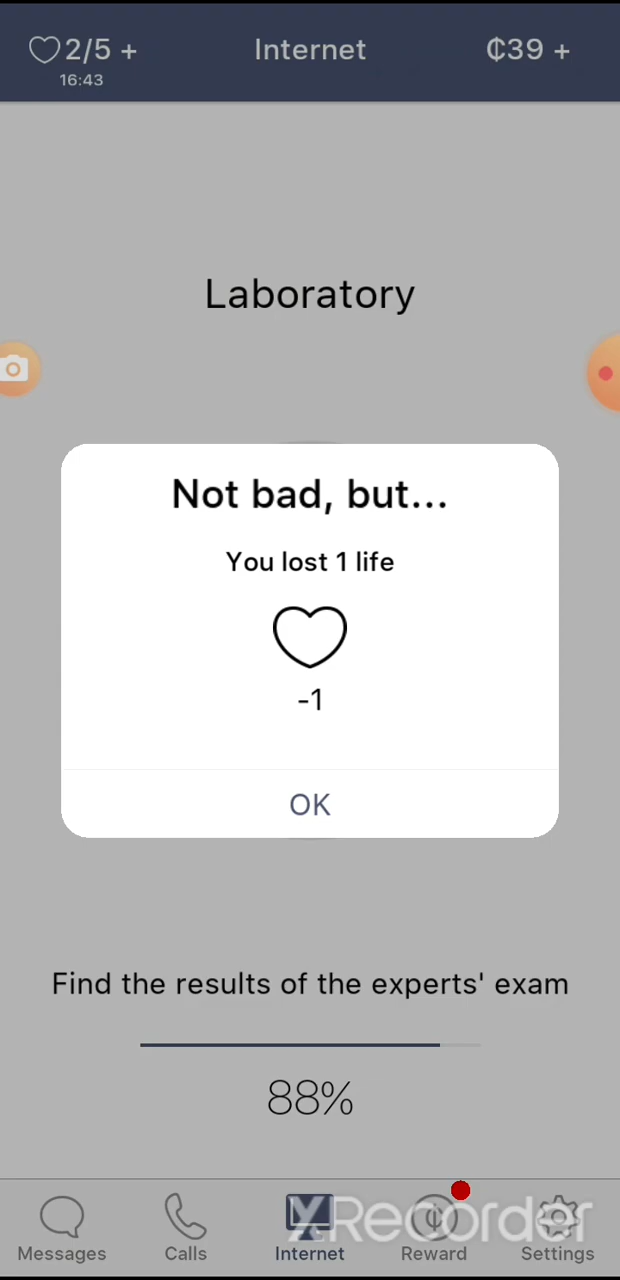 2/5 + Internet ₵39 +
16:43
Laboratory
Not bad, but...
You lost 1 life
-1
OK
Find the results of the experts' exam
88%
XRecorder
Messages Calls Internet Reward Settings